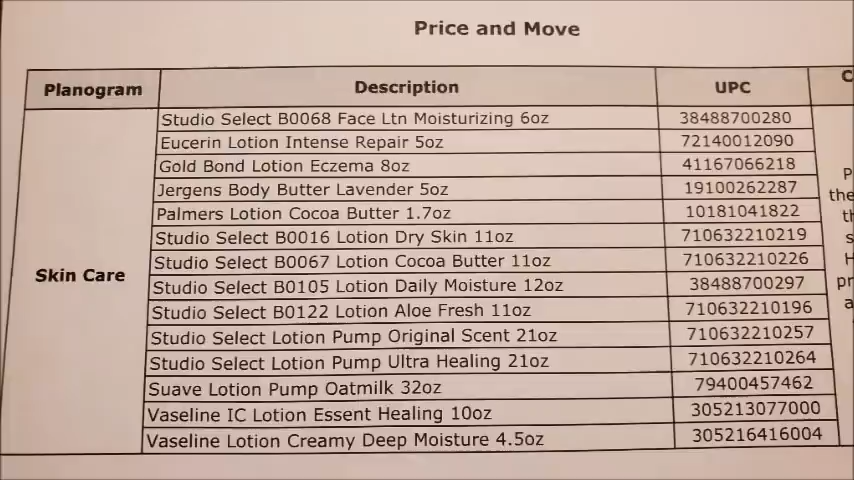 Price and Move
Planogram Description UPC C
Studio Select B0068 Face Ltn Moisturizing 6oz 38488700280
Eucerin Lotion Intense Repair 5oz 72140012090
Gold Bond Lotion Eczema 8oz 41167066218
Jergens Body Butter Lavender 5oz 19100262287
Palmers Lotion Cocoa Butter 1.7oz 10181041822
Studio Select B0016 Lotion Dry Skin 11oz 710632210219
Studio Select B0067 Lotion Cocoa Butter 11oz 710632210226
Skin Care
Studio Select B0105 Lotion Daily Moisture 12oz 38488700297
Studio Select B0122 Lotion Aloe Fresh 11oz 710632210196
Studio Select Lotion Pump Original Scent 21oz 710632210257
Studio Select Lotion Pump Ultra Healing 21oz 710632210264
Suave Lotion Pump Oatmilk 32oz 79400457462
Vaseline IC Lotion Essent Healing 10oz 305213077000
Vaseline Lotion Creamy Deep Moisture 4.5oz 305216416004